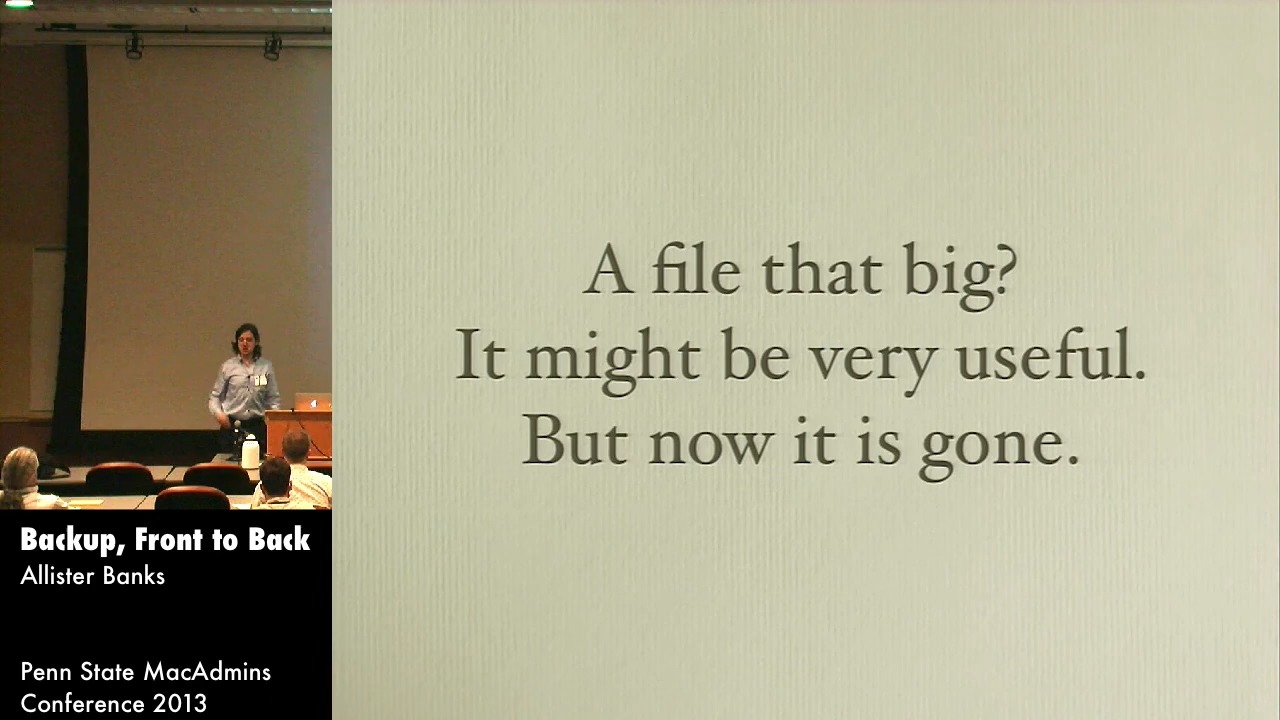 A file that big?
It might be very useful.
But now it is gone.
Backup, Front to Back
Allister Banks
Penn State MacAdmins
Conference 2013